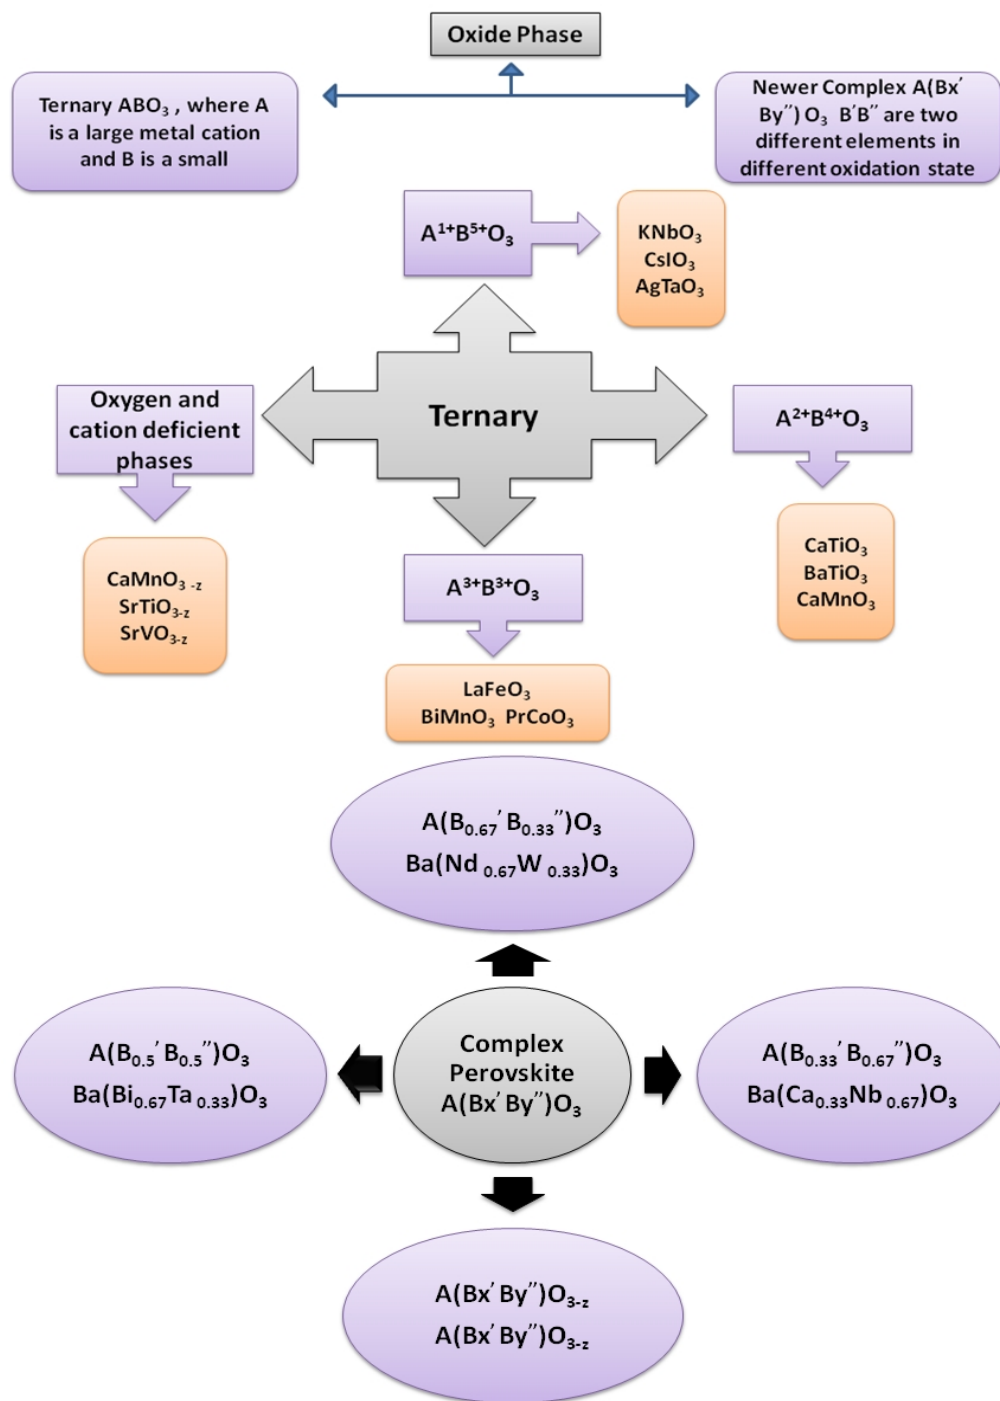 Oxide Phase
Ternary ABO₃ , where A
is a large metal cation
and B is a small
Newer Complex A(Bx'
By'') O₃ B'B'' are two
different elements in
different oxidation state
A¹⁺B⁵⁺O₃
KNbO₃
CsIO₃
AgTaO₃
Ternary
Oxygen and
cation deficient
phases
A²⁺B⁴⁺O₃
CaMnO₃ ₋z
SrTiO₃₋z
SrVO₃₋z
CaTiO₃
BaTiO₃
CaMnO₃
A³⁺B³⁺O₃
LaFeO₃
BiMnO₃ PrCoO₃
A(B₀.₆₇' B₀.₃₃'')O₃
Ba(Nd ₀.₆₇W ₀.₃₃)O₃
A(B₀.₅' B₀.₅'')O₃
Ba(Bi₀.₆₇Ta ₀.₃₃)O₃
Complex
Perovskite
A(Bx' By'')O₃
A(B₀.₃₃' B₀.₆₇'')O₃
Ba(Ca₀.₃₃Nb ₀.₆₇)O₃
A(Bx' By'')O₃₋z
A(Bx' By'')O₃₋z